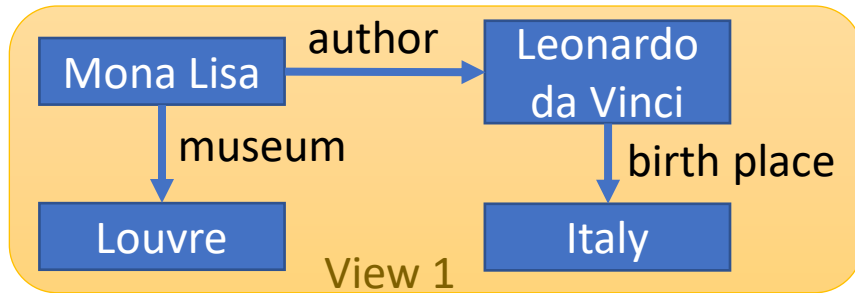 author
Mona Lisa
Leonardo
da Vinci
museum
birth place
Louvre
Italy
View 1